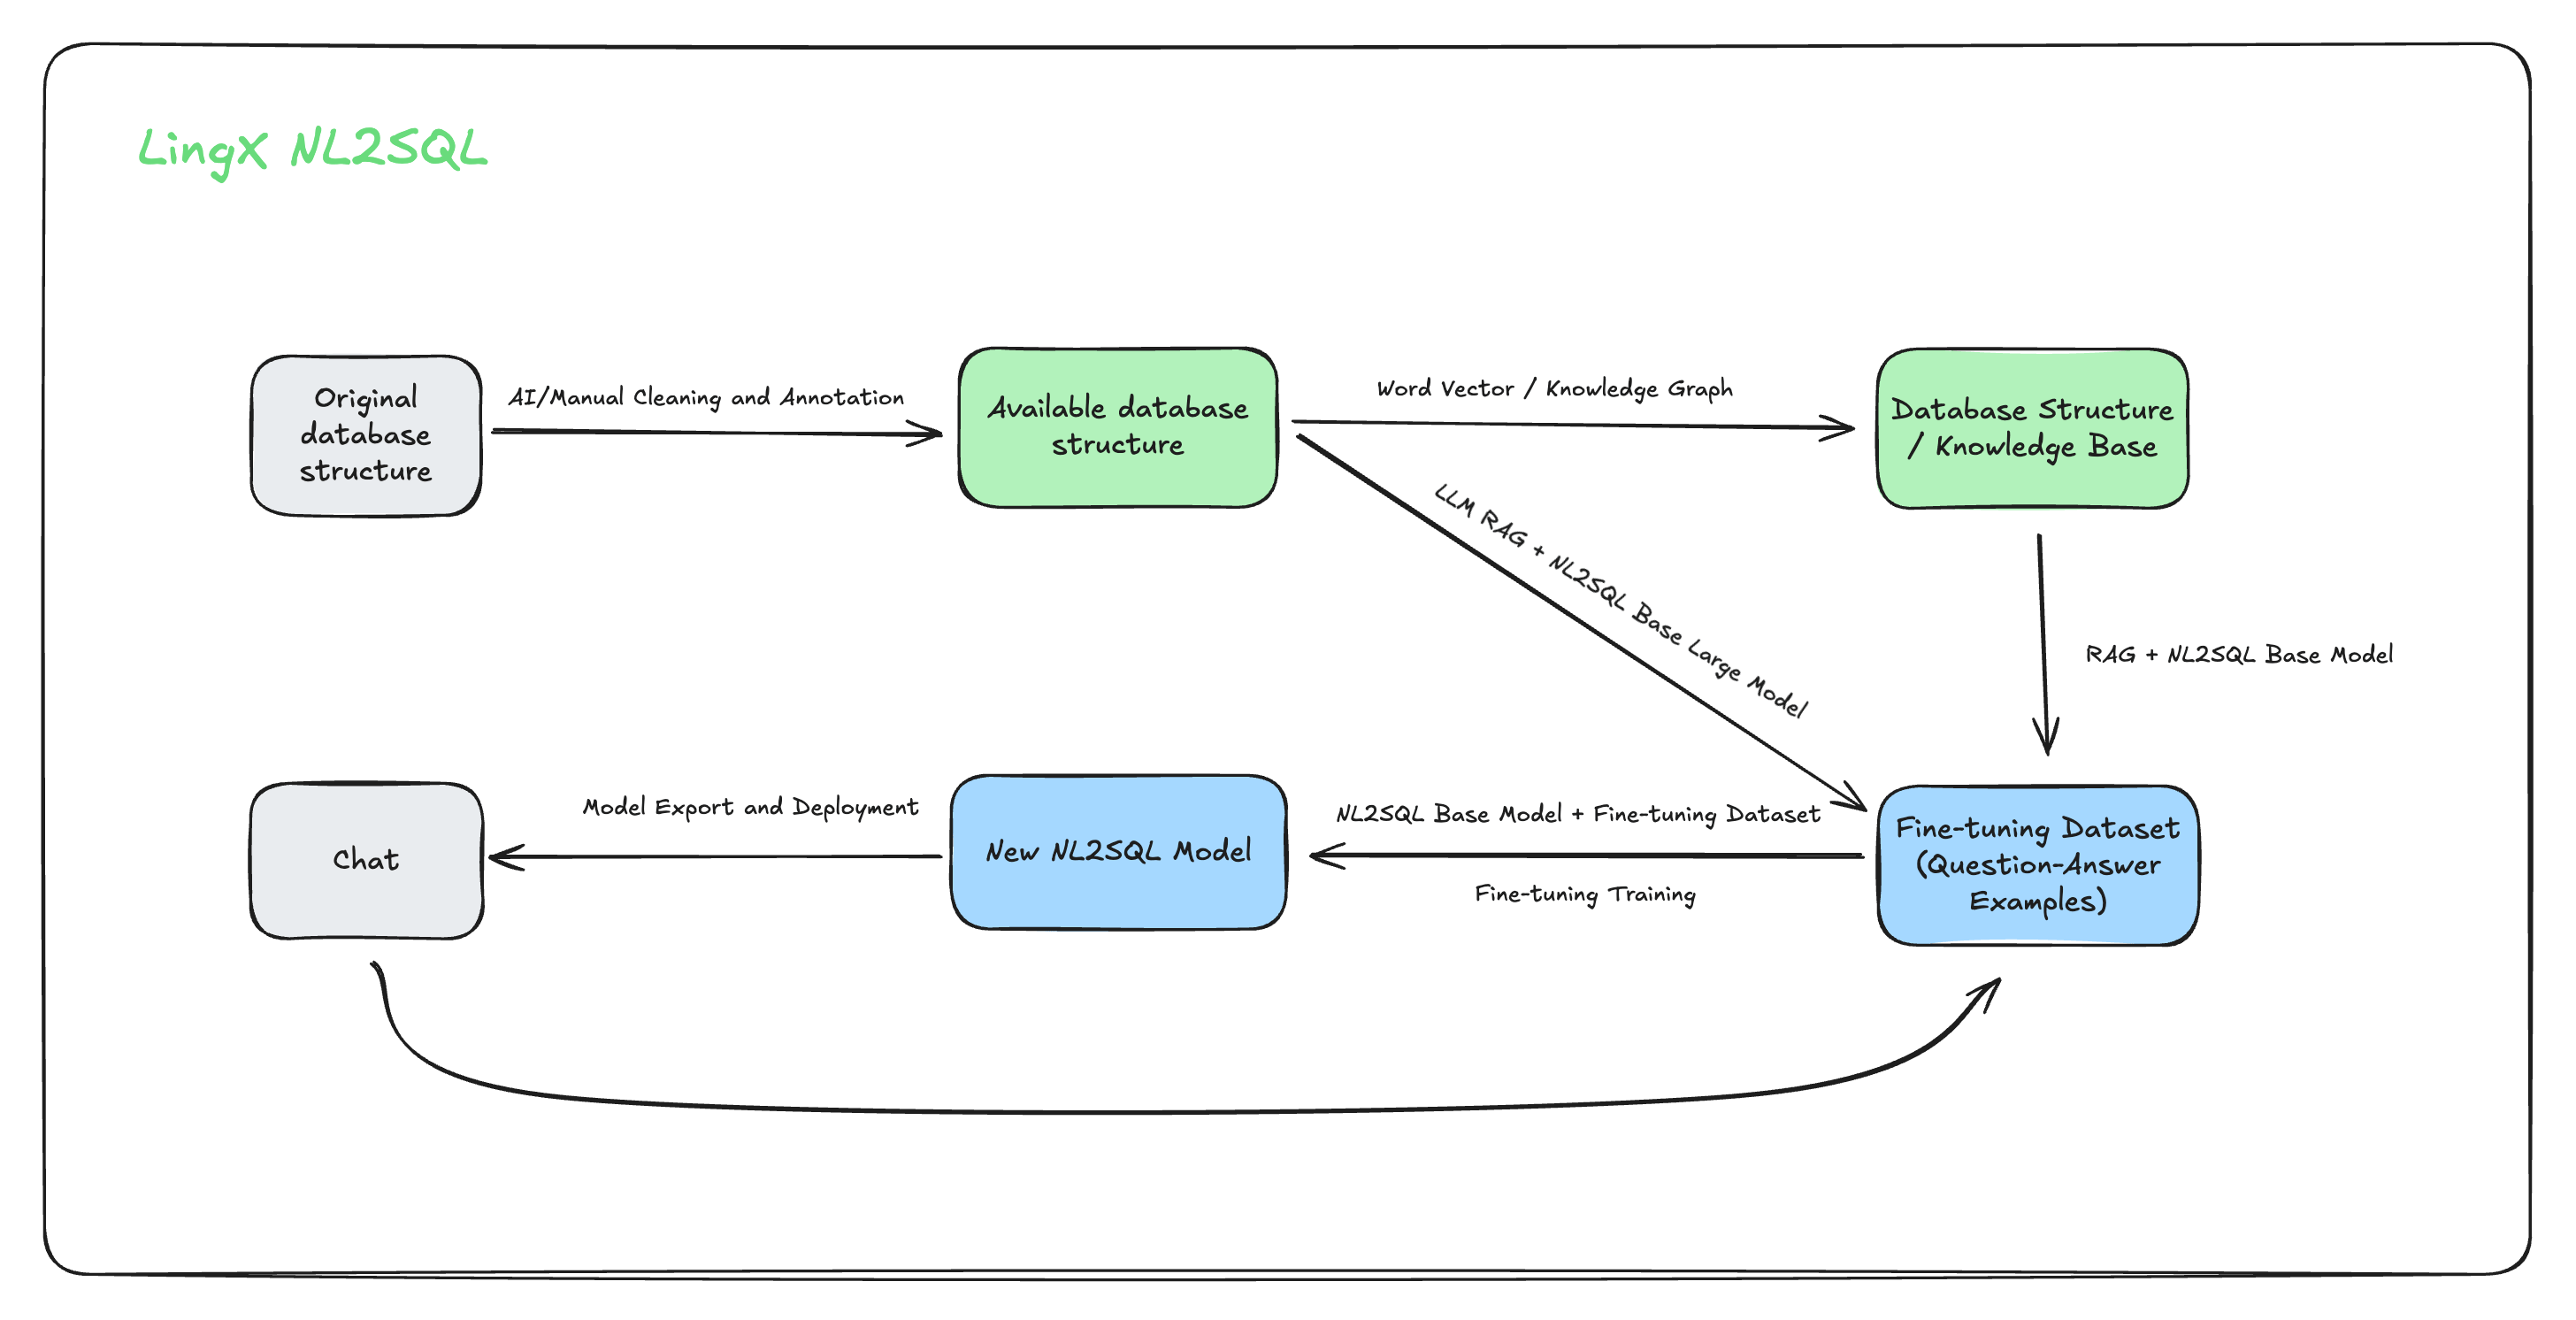 LingX NL2SQL
Original
database
structure
AI/Manual Cleaning and Annotation
Available database
structure
Word Vector / Knowledge Graph
Database Structure
/ Knowledge Base
LLM RAG + NL2SQL Base Large Model
RAG + NL2SQL Base Model
Chat
Model Export and Deployment
New NL2SQL Model
NL2SQL Base Model + Fine-tuning Dataset
Fine-tuning Training
Fine-tuning Dataset
(Question-Answer
Examples)